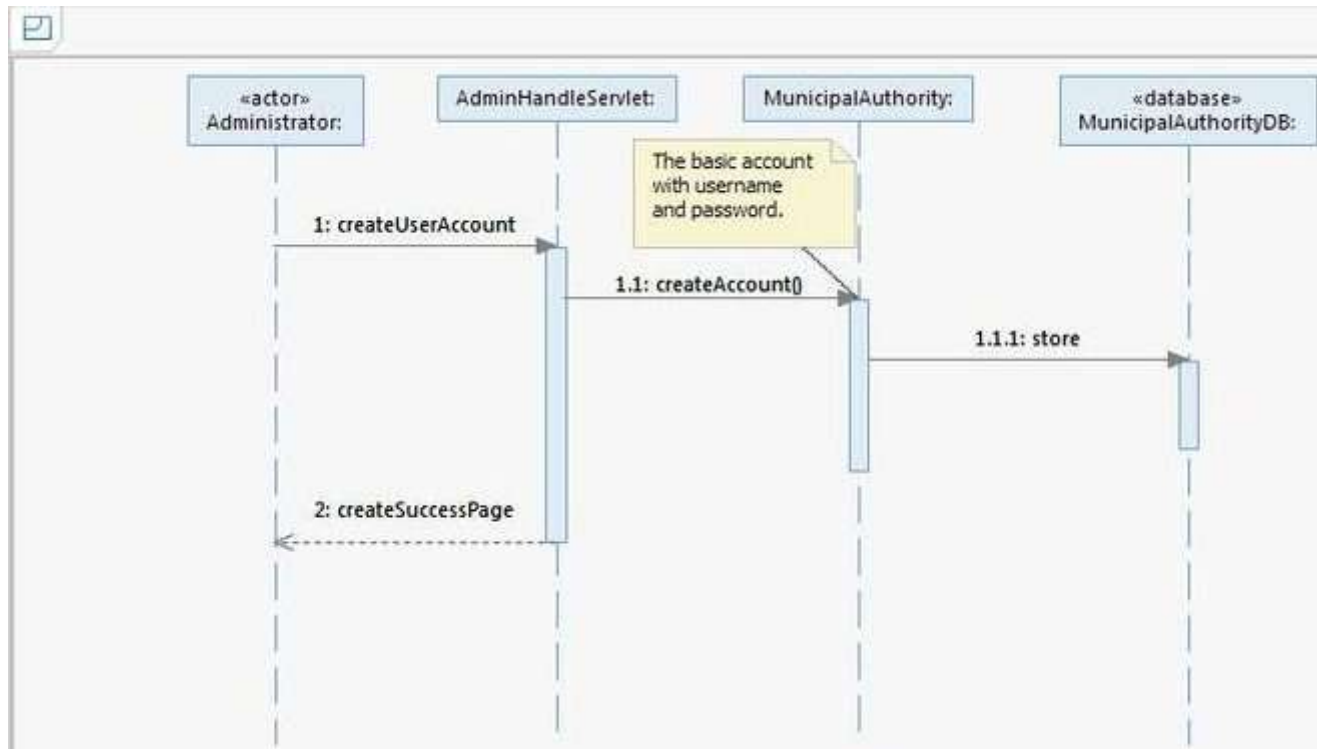 «actor»
Administrator:
AdminHandleServlet:
MunicipalAuthority:
«database»
MunicipalAuthorityDB:
The basic account
with username
and password.
1: createUserAccount
1.1: createAccount()
1.1.1: store
2: createSuccessPage